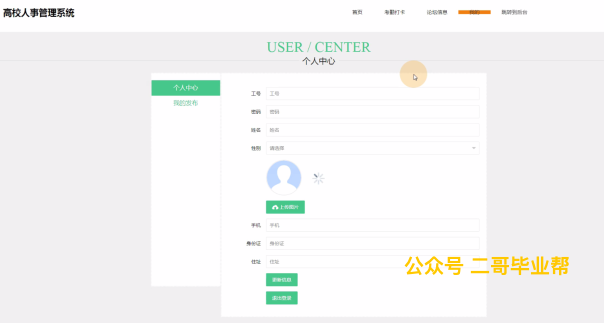 高校人事管理系统
首页
考勤打卡
论坛信息
我的
跳转到后台
USER / CENTER
个人中心
个人中心
我的发布
工号 工号
密码 密码
姓名 姓名
性别 请选择
上传图片
手机 手机
身份证 身份证
住址 住址
更新信息
退出登录
公众号 二哥毕业帮